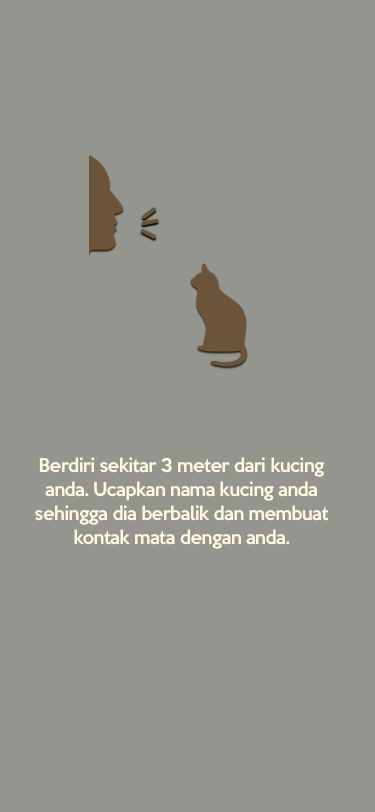 Berdiri sekitar 3 meter dari kucing
anda. Ucapkan nama kucing anda
sehingga dia berbalik dan membuat
kontak mata dengan anda.